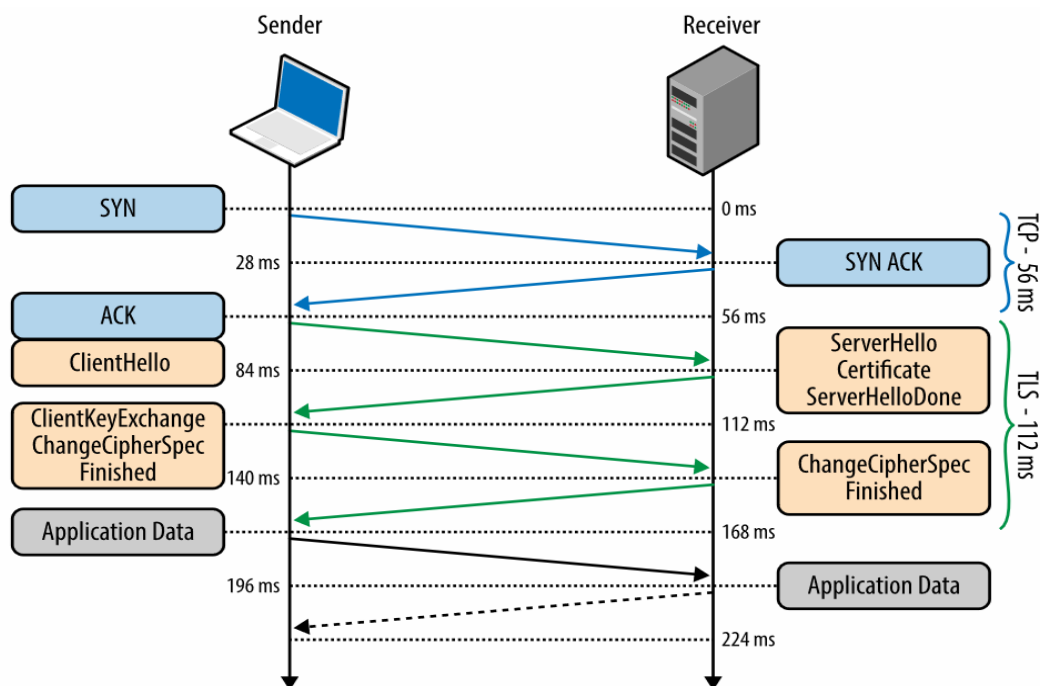 Sender
Receiver
SYN
0 ms
28 ms
SYN ACK
TCP - 56 ms
ACK
56 ms
ClientHello
84 ms
ServerHello
Certificate
ServerHelloDone
TLS - 112 ms
ClientKeyExchange
ChangeCipherSpec
Finished
112 ms
140 ms
ChangeCipherSpec
Finished
Application Data
168 ms
196 ms
Application Data
224 ms